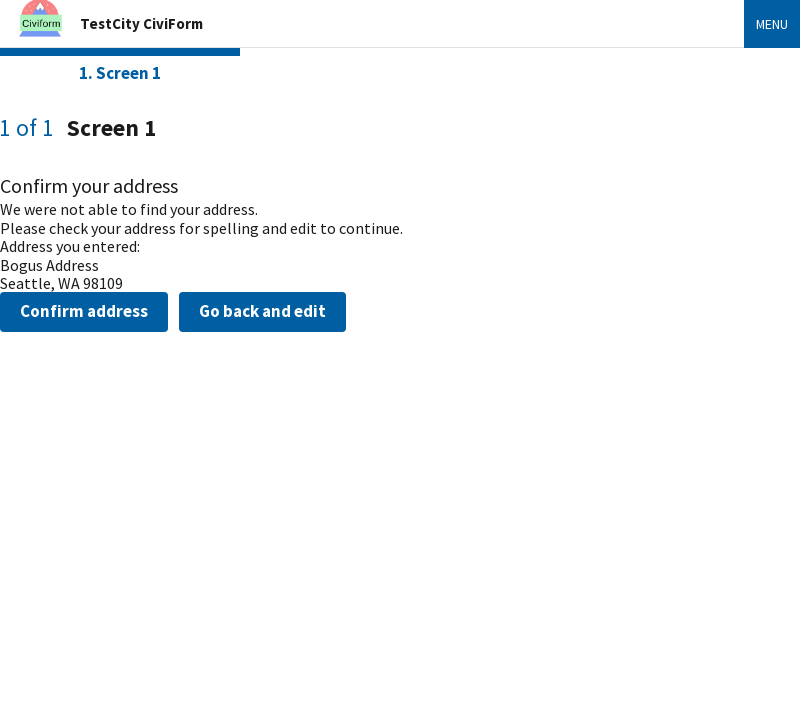 Civiform
TestCity CiviForm
MENU
1. Screen 1
1 of 1 Screen 1
Confirm your address
We were not able to find your address.
Please check your address for spelling and edit to continue.
Address you entered:
Bogus Address
Seattle, WA 98109
Confirm address
Go back and edit